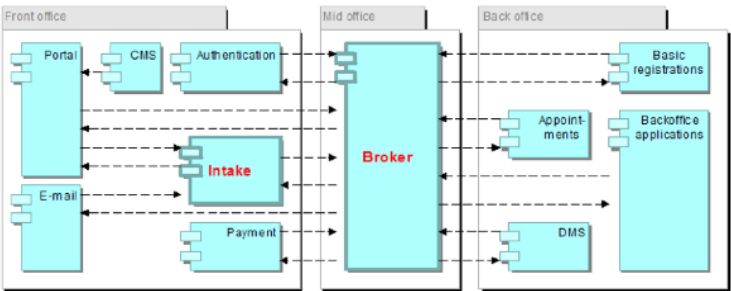 Front office
Mid office
Back office
Portal
CMS
Authentication
Basic
registrations
Appoint-
ments
Backoffice
applications
Broker
Intake
E-mail
Payment
DMS